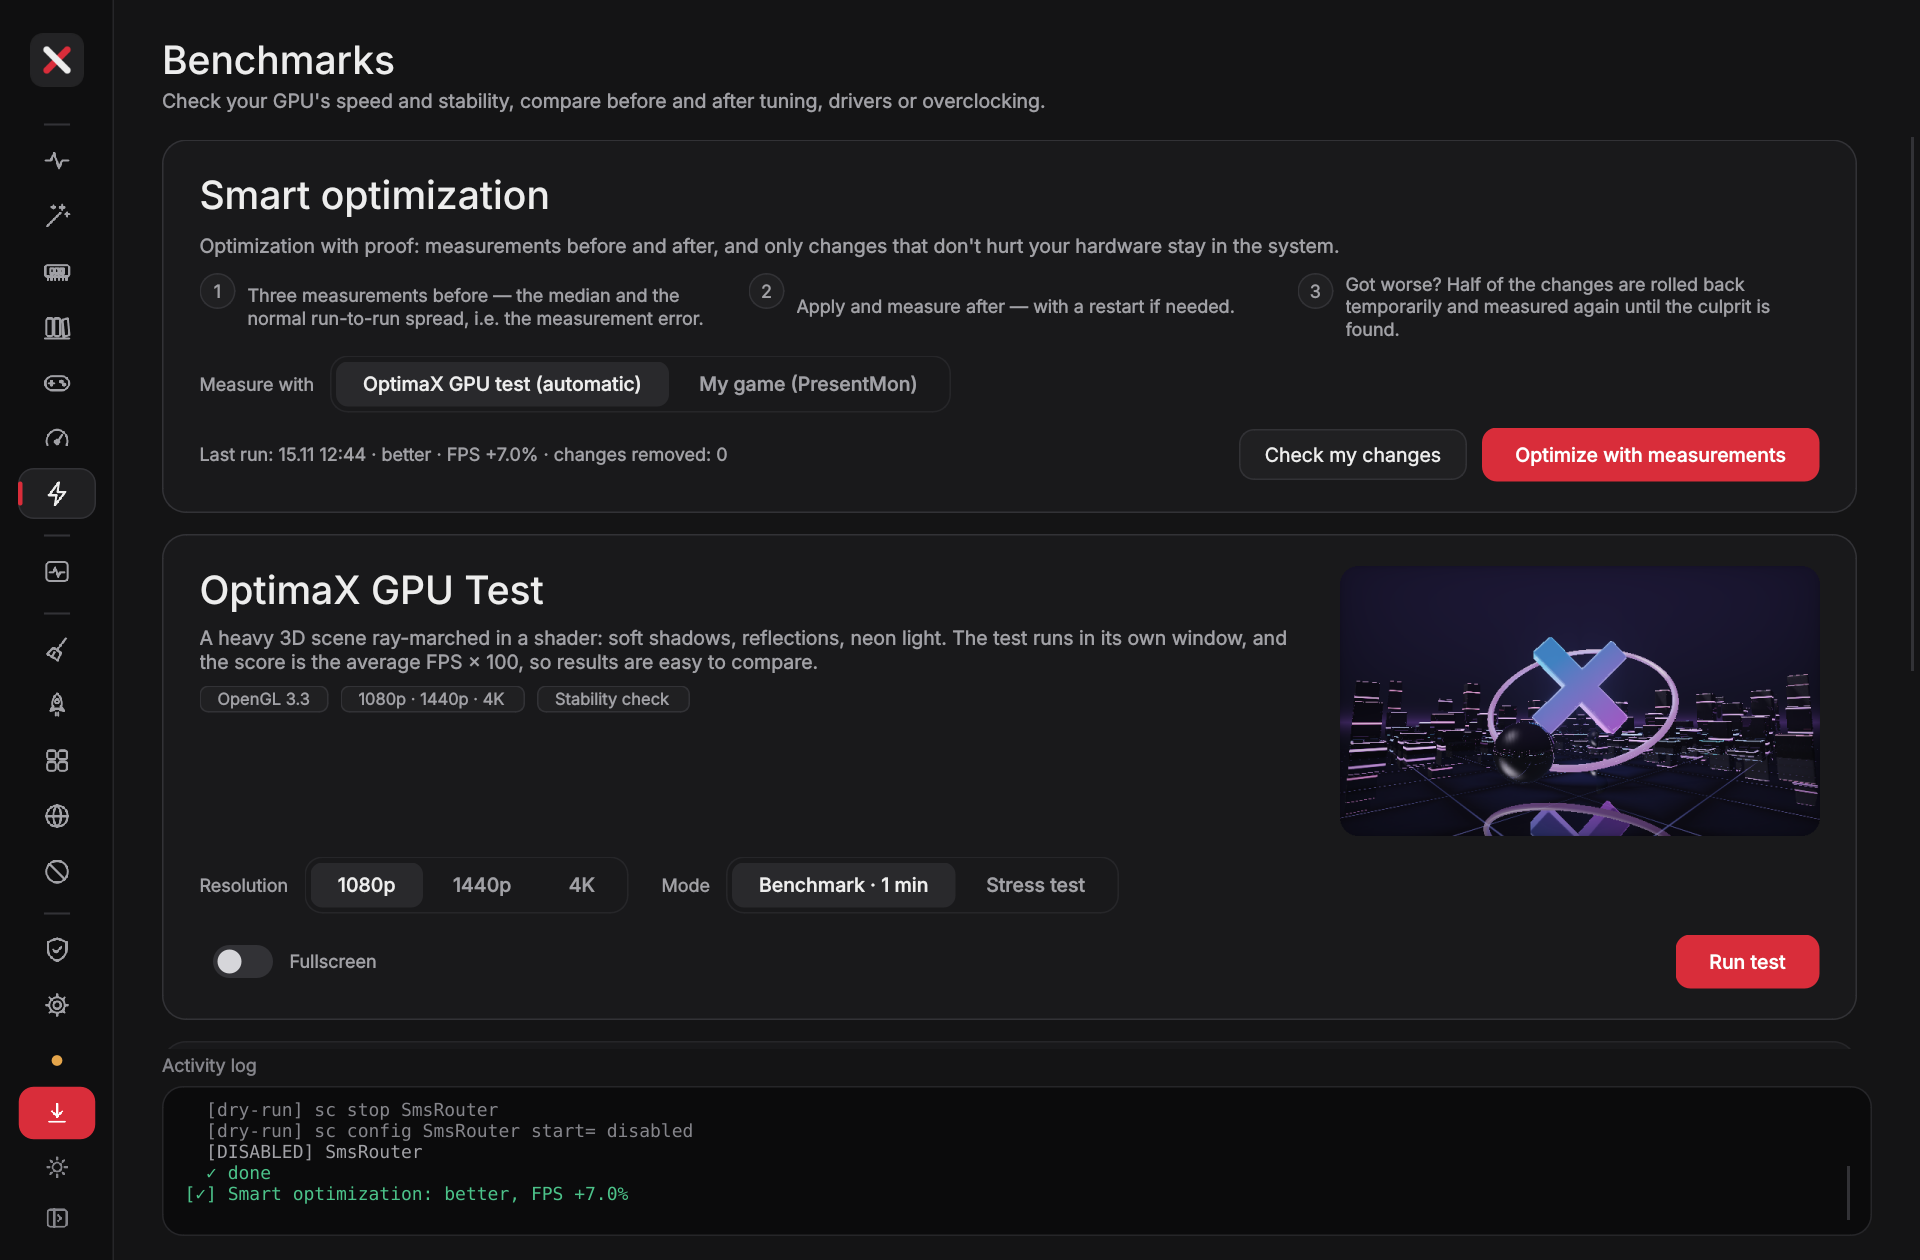 Benchmarks
Check your GPU's speed and stability, compare before and after tuning, drivers or overclocking.
Smart optimization
Optimization with proof: measurements before and after, and only changes that don't hurt your hardware stay in the system.
1
Three measurements before — the median and the
normal run-to-run spread, i.e. the measurement error.
2
Apply and measure after — with a restart if needed.
3
Got worse? Half of the changes are rolled back
temporarily and measured again until the culprit is
found.
Measure with
OptimaX GPU test (automatic)
My game (PresentMon)
Last run: 15.11 12:44 · better · FPS +7.0% · changes removed: 0
Check my changes
Optimize with measurements
OptimaX GPU Test
A heavy 3D scene ray-marched in a shader: soft shadows, reflections, neon light. The test runs in its own window, and
the score is the average FPS × 100, so results are easy to compare.
OpenGL 3.3
1080p · 1440p · 4K
Stability check
Resolution
1080p
1440p
4K
Mode
Benchmark · 1 min
Stress test
Fullscreen
Run test
Activity log
[dry-run] sc stop SmsRouter
[dry-run] sc config SmsRouter start= disabled
[DISABLED] SmsRouter
✓ done
[✓] Smart optimization: better, FPS +7.0%